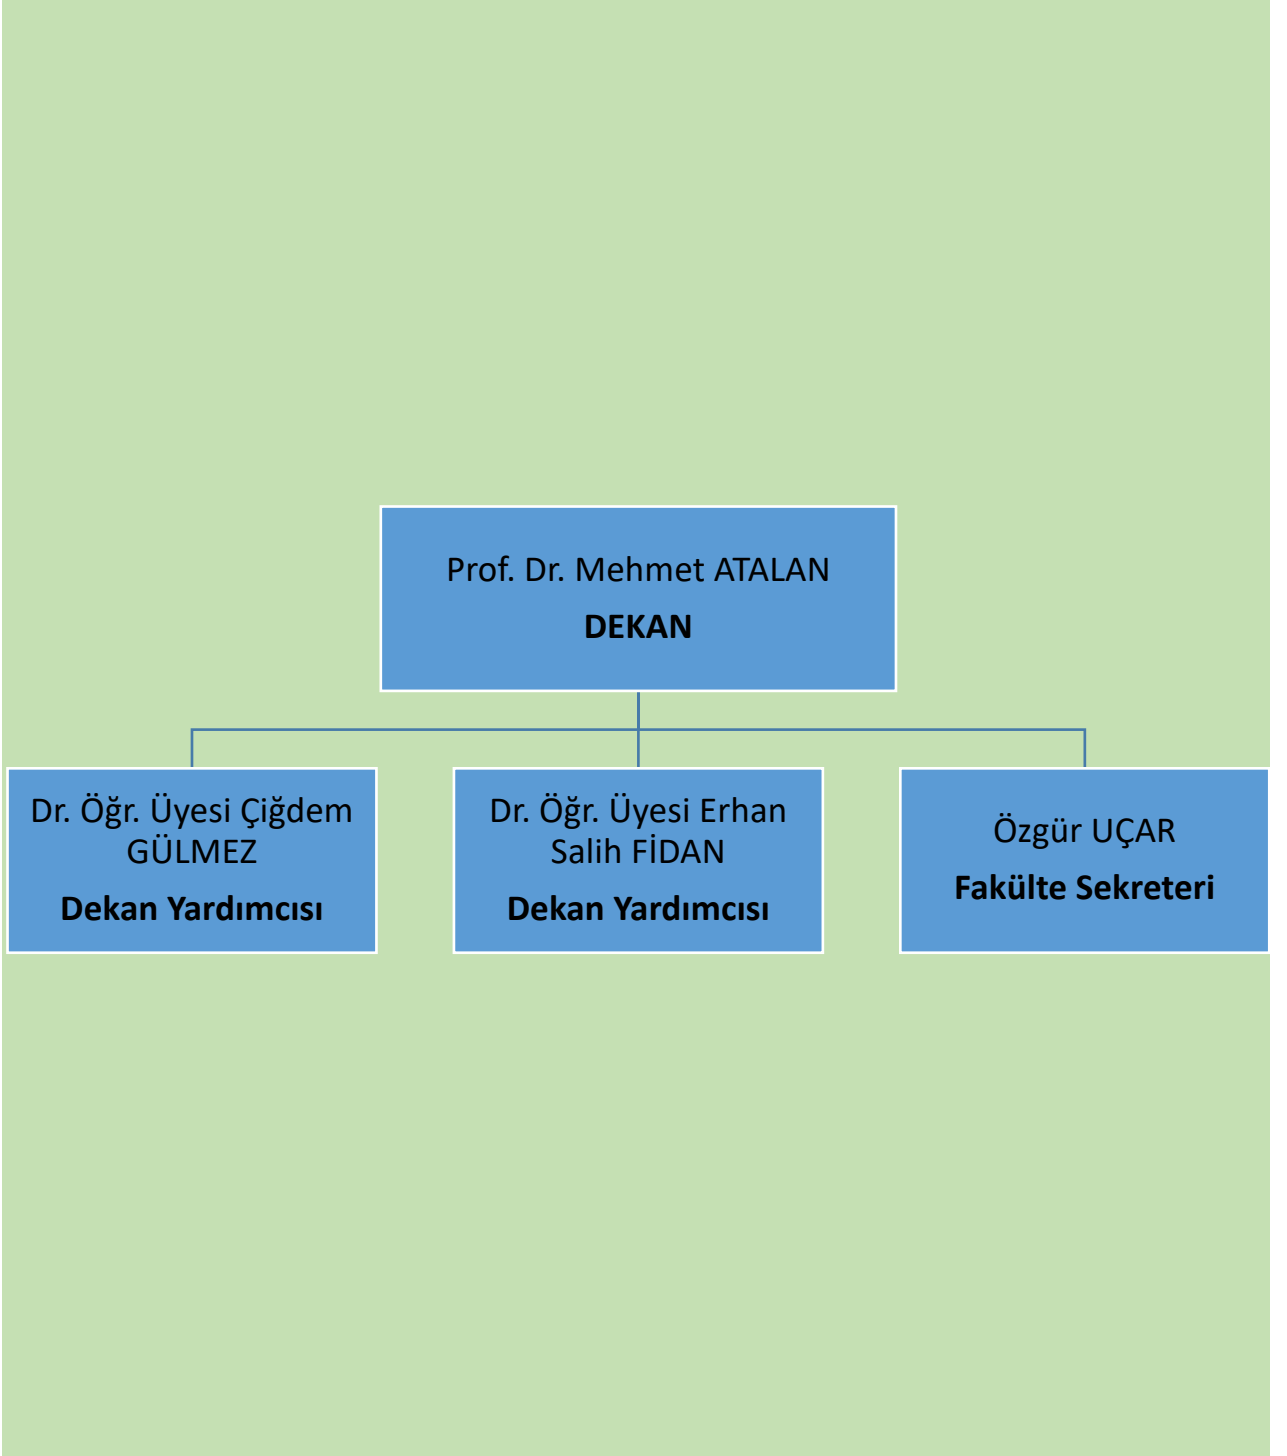 Prof. Dr. Mehmet ATALAN
DEKAN
Dr. Öğr. Üyesi Çiğdem
GÜLMEZ
Dekan Yardımcısı
Dr. Öğr. Üyesi Erhan
Salih FİDAN
Dekan Yardımcısı
Özgür UÇAR
Fakülte Sekreteri